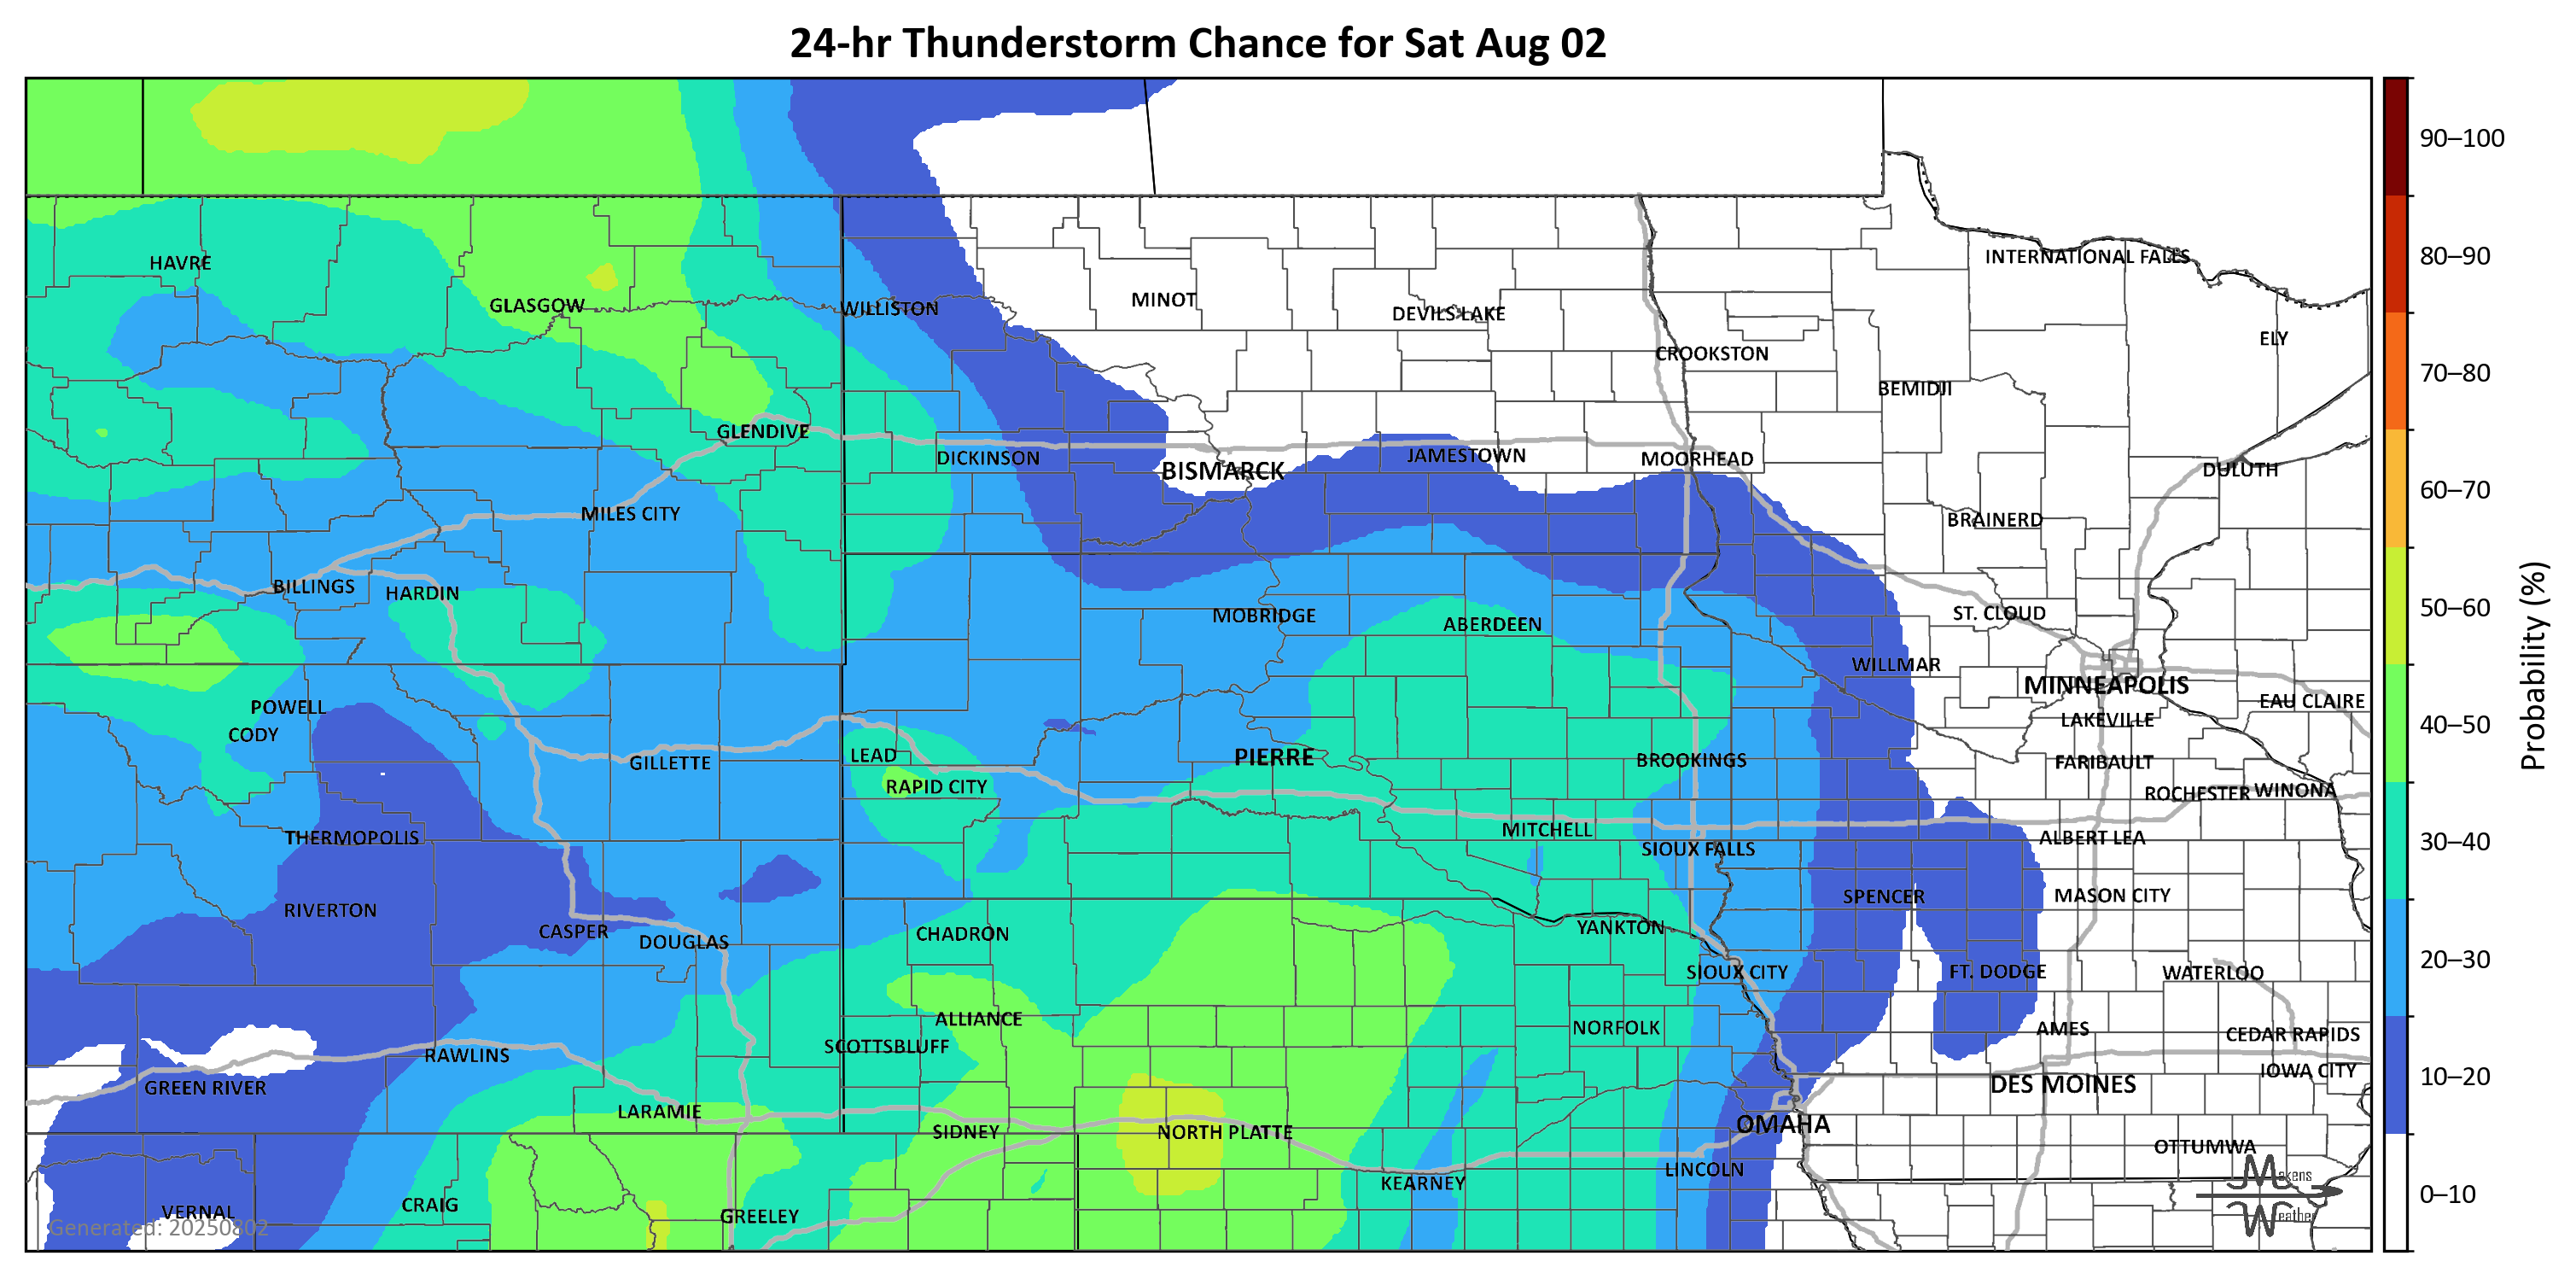 24-hr Thunderstorm Chance for Sat Aug 02
90–100
80–90
70–80
60–70
50–60
40–50
30–40
20–30
10–20
0–10
Probability (%)
INTERNATIONAL FALLS
HAVRE
MINOT
GLASGOW
WILLISTON
DEVILS LAKE
ELY
CROOKSTON
BEMIDJI
GLENDIVE
DICKINSON
JAMESTOWN
MOORHEAD
BISMARCK
DULUTH
MILES CITY
BRAINERD
BILLINGS
HARDIN
MOBRIDGE
ABERDEEN
ST. CLOUD
WILLMAR
MINNEAPOLIS
EAU CLAIRE
POWELL
LAKEVILLE
CODY
LEAD
PIERRE
GILLETTE
BROOKINGS
FARIBAULT
RAPID CITY
ROCHESTER
WINONA
MITCHELL
THERMOPOLIS
ALBERT LEA
SIOUX FALLS
SPENCER
MASON CITY
RIVERTON
CASPER
DOUGLAS
CHADRON
YANKTON
SIOUX CITY
FT. DODGE
WATERLOO
ALLIANCE
NORFOLK
AMES
CEDAR RAPIDS
SCOTTSBLUFF
RAWLINS
IOWA CITY
GREEN RIVER
DES MOINES
LARAMIE
OMAHA
SIDNEY
NORTH PLATTE
OTTUMWA
LINCOLN
KEARNEY
CRAIG
VERNAL
GREELEY
Generated: 20250802
Makens
Weather